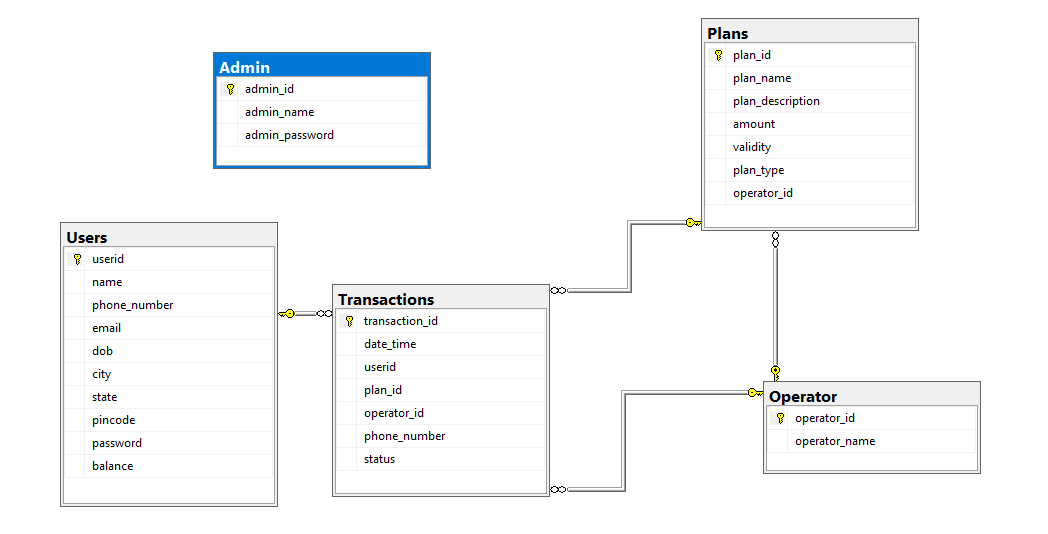 Admin
admin_id
admin_name
admin_password
Plans
plan_id
plan_name
plan_description
amount
validity
plan_type
operator_id
Users
userid
name
phone_number
email
dob
city
state
pincode
password
balance
Transactions
transaction_id
date_time
userid
plan_id
operator_id
phone_number
status
Operator
operator_id
operator_name